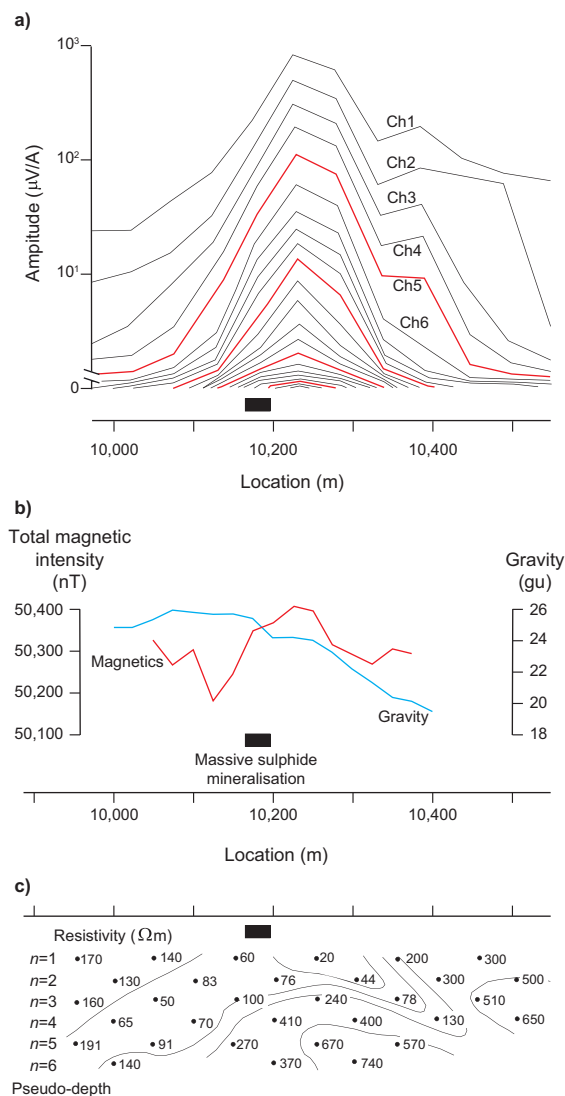 a)
10³
10²
10¹
0
Ampitude (μV/A)
Ch1
Ch2
Ch3
Ch4
Ch5
Ch6
10,000 10,200 10,400
Location (m)
b)
Total magnetic
intensity
(nT)
Gravity
(gu)
50,400
50,300
50,200
50,100
26
24
22
20
18
Magnetics
Gravity
Massive sulphide
mineralisation
10,000 10,200 10,400
Location (m)
c)
Resistivity (Ωm)
n=1 170 140 60 20 200 300
n=2 130 83 76 44 300 500
n=3 160 50 100 240 78 510
n=4 65 70 410 400 130 650
n=5 191 91 270 670 570
n=6 140 370 740
Pseudo-depth